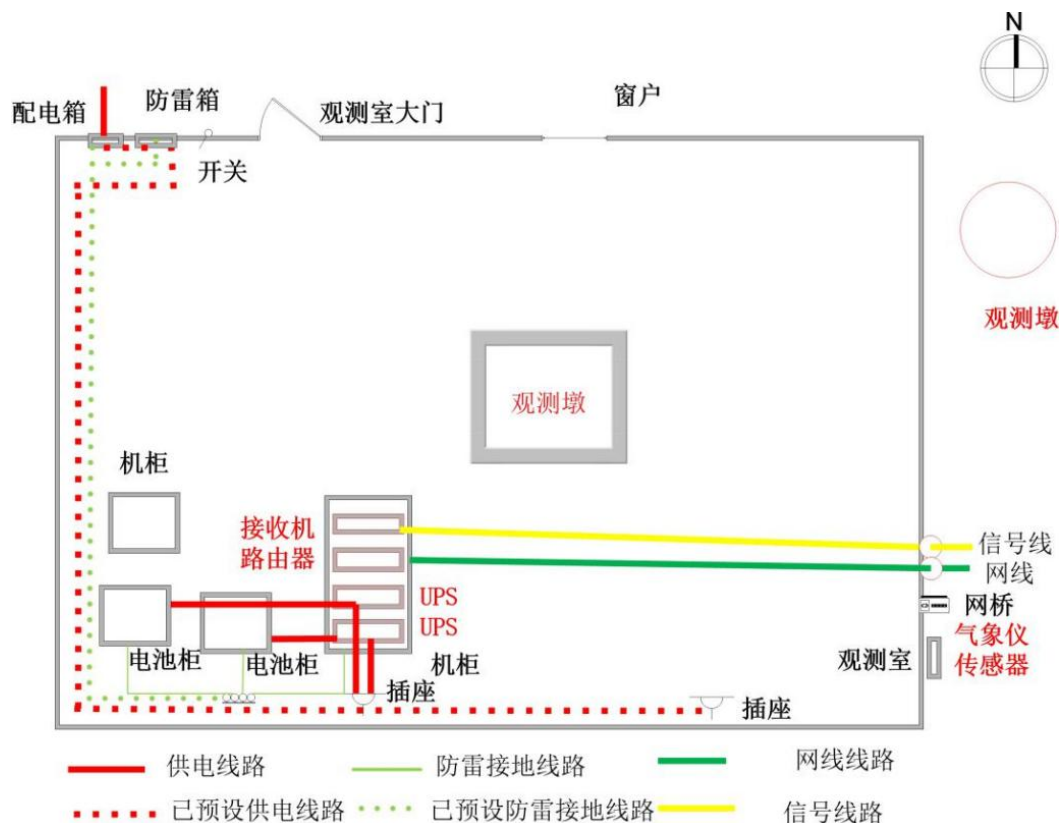 N
配电箱
防雷箱
观测室大门
窗户
开关
观测墩
观测墩
机柜
接收机
路由器
信号线
网线
UPS
UPS
网桥
气象仪
传感器
观测室
电池柜
电池柜
机柜
插座
插座
供电线路
防雷接地线路
网线线路
已预设供电线路
已预设防雷接地线路
信号线路